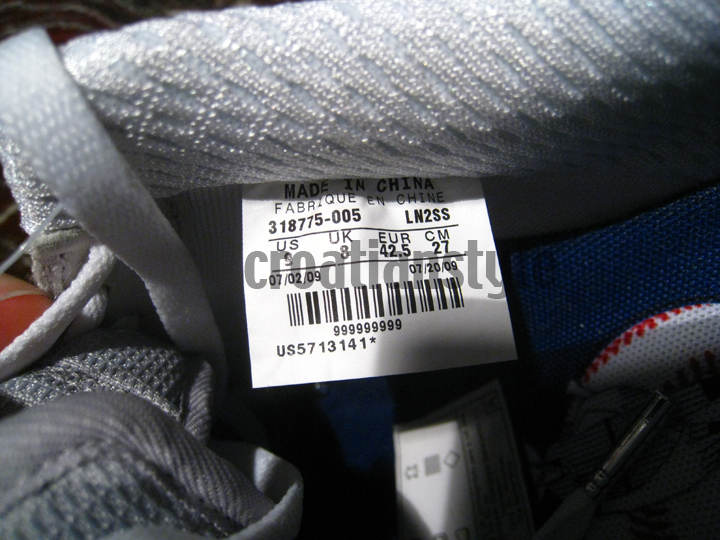 MADE IN CHINA
FABRIQUE EN CHINE
318775-005 LN2SS
US UK EUR CM
9 8 42.5 27
croatianstyle
07/02/09 07/20/09
999999999
US5713141*